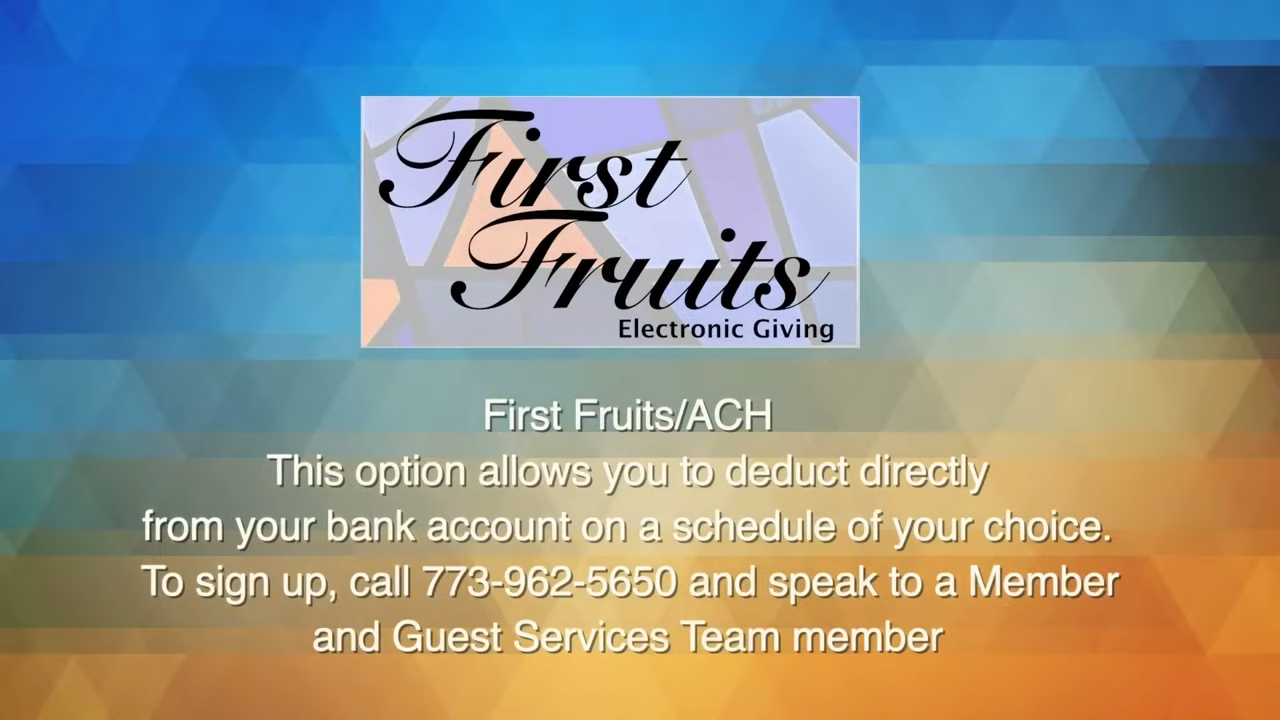 First
Fruits
Electronic Giving
First Fruits/ACH
This option allows you to deduct directly
from your bank account on a schedule of your choice.
To sign up, call 773-962-5650 and speak to a Member
and Guest Services Team member